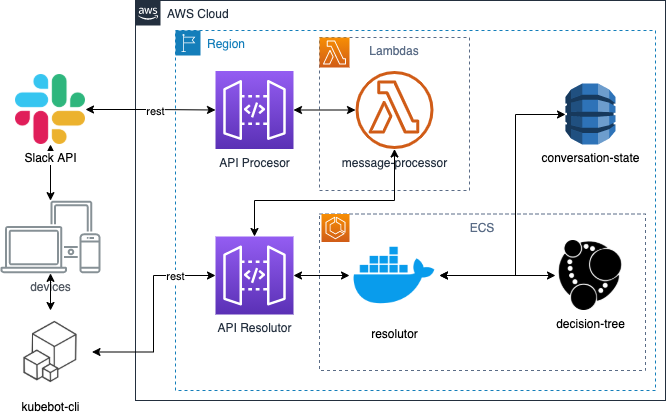 aws
AWS Cloud
Region
Lambdas
Slack API
rest
API Procesor
message-processor
conversation-state
devices
rest
API Resolutor
ECS
resolutor
decision-tree
kubebot-cli